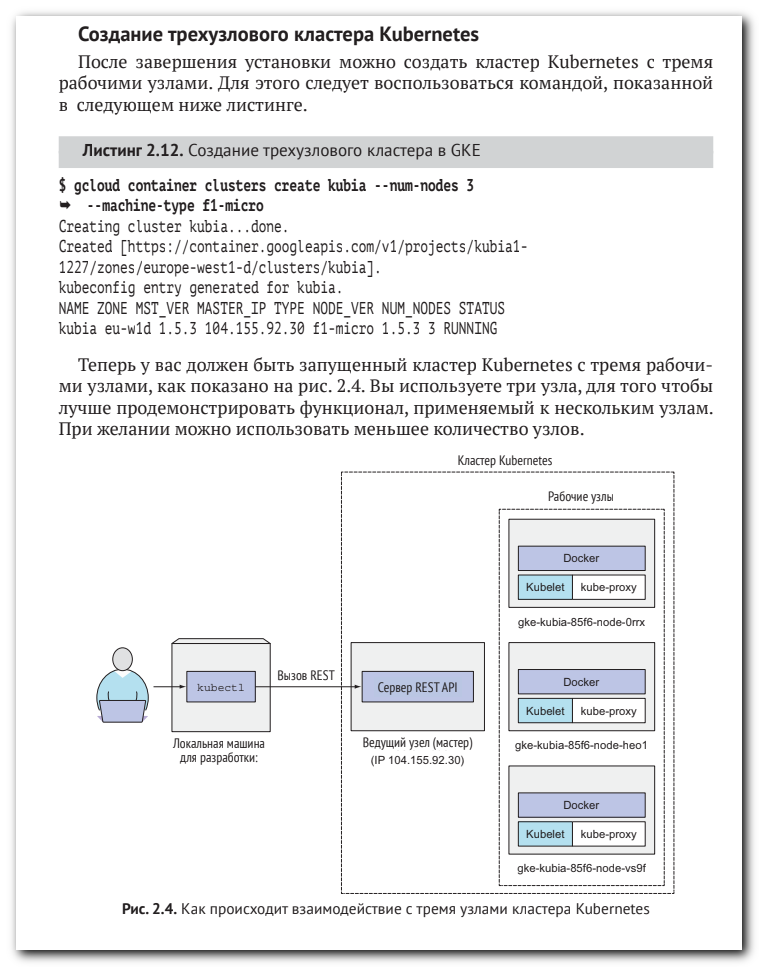 Создание трехузлового кластера Kubernetes
После завершения установки можно создать кластер Kubernetes с тремя
рабочими узлами. Для этого следует воспользоваться командой, показанной
в следующем ниже листинге.
Листинг 2.12. Создание трехузлового кластера в GKE
$ gcloud container clusters create kubia --num-nodes 3
➥ --machine-type f1-micro
Creating cluster kubia...done.
Created [https://container.googleapis.com/v1/projects/kubia1-
1227/zones/europe-west1-d/clusters/kubia].
kubeconfig entry generated for kubia.
NAME ZONE MST_VER MASTER_IP TYPE NODE_VER NUM_NODES STATUS
kubia eu-w1d 1.5.3 104.155.92.30 f1-micro 1.5.3 3 RUNNING
Теперь у вас должен быть запущенный кластер Kubernetes с тремя рабочи-
ми узлами, как показано на рис. 2.4. Вы используете три узла, для того чтобы
лучше продемонстрировать функционал, применяемый к нескольким узлам.
При желании можно использовать меньшее количество узлов.
Кластер Kubernetes
Рабочие узлы
Docker
Kubelet kube-proxy
gke-kubia-85f6-node-0rrx
kubectl
Вызов REST
Сервер REST API
Локальная машина
для разработки:
Ведущий узел (мастер)
(IP 104.155.92.30)
Docker
Kubelet kube-proxy
gke-kubia-85f6-node-heo1
Docker
Kubelet kube-proxy
gke-kubia-85f6-node-vs9f
Рис. 2.4. Как происходит взаимодействие с тремя узлами кластера Kubernetes